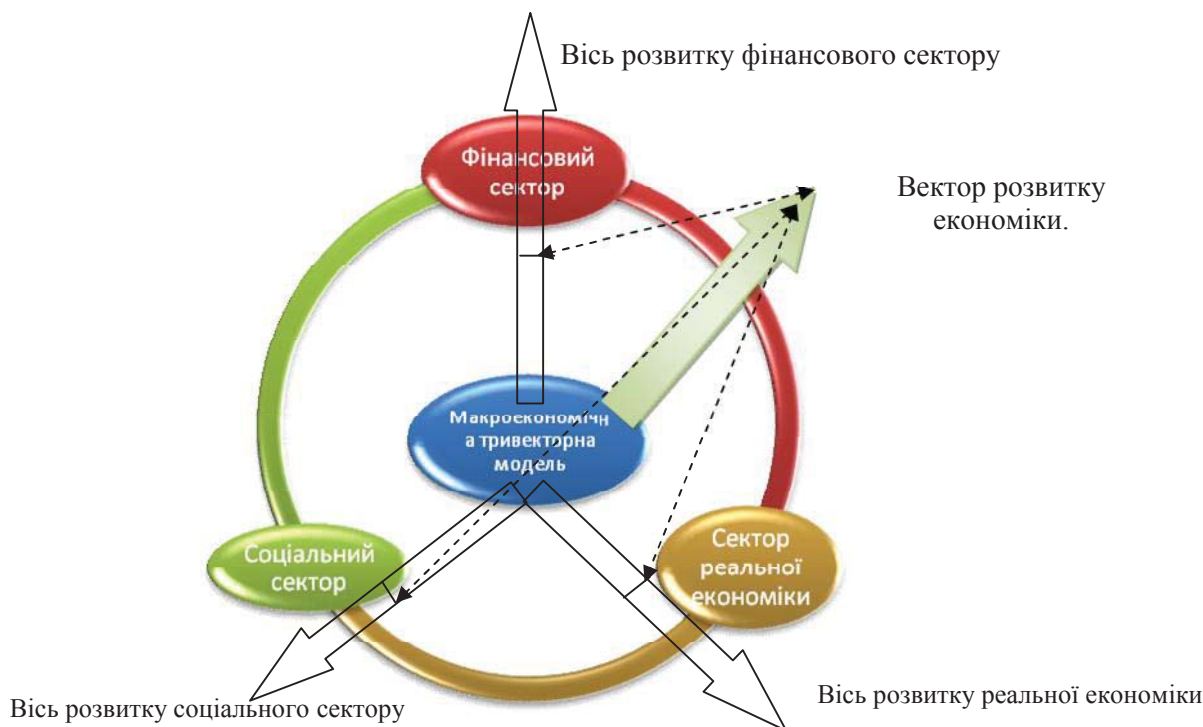 Вісь розвитку фінансового сектору
Фінансовий
сектор
Вектор розвитку
економіки.
Макроекономічн
а тривекторна
модель
Соціальний
сектор
Сектор
реальної
економіки
Вісь розвитку соціального сектору
Вісь розвитку реальної економіки